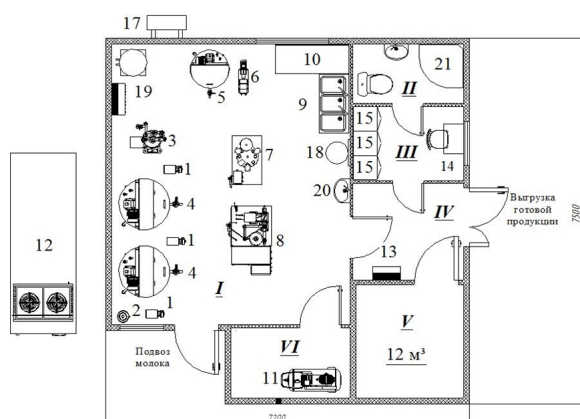 17
10
21
19
5
6
9
II
15
3
7
15
III
18
15
14
1
20
4
IV
Выгрузка
готовой
продукции
7500
12
1
8
13
4
I
2
1
V
Подвоз
молока
VI
12 м³
11
7200